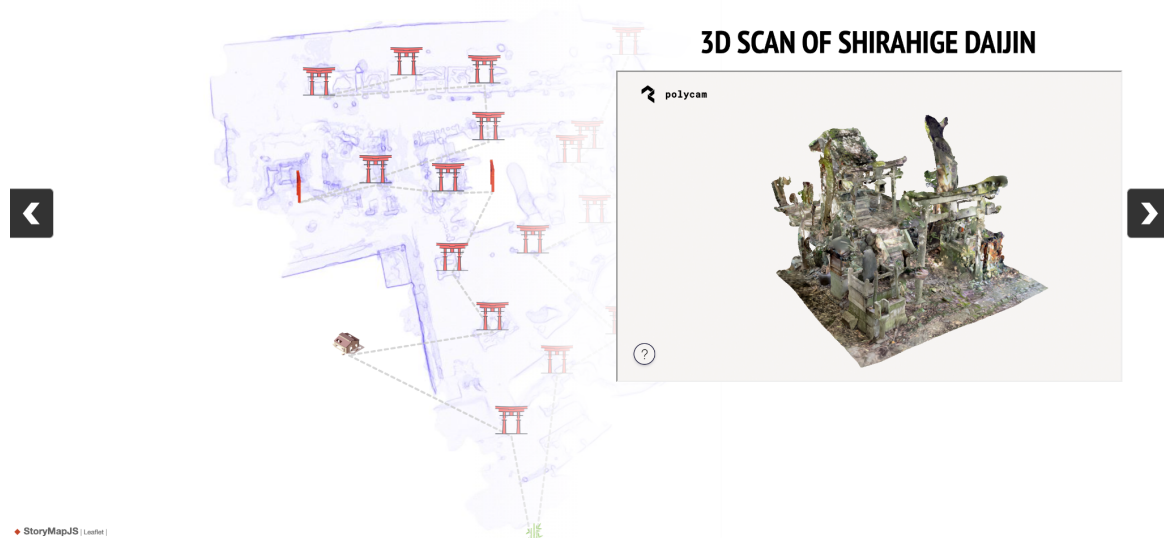 3D SCAN OF SHIRAHIGE DAIJIN
polycam
?
StoryMapJS | Leaflet |